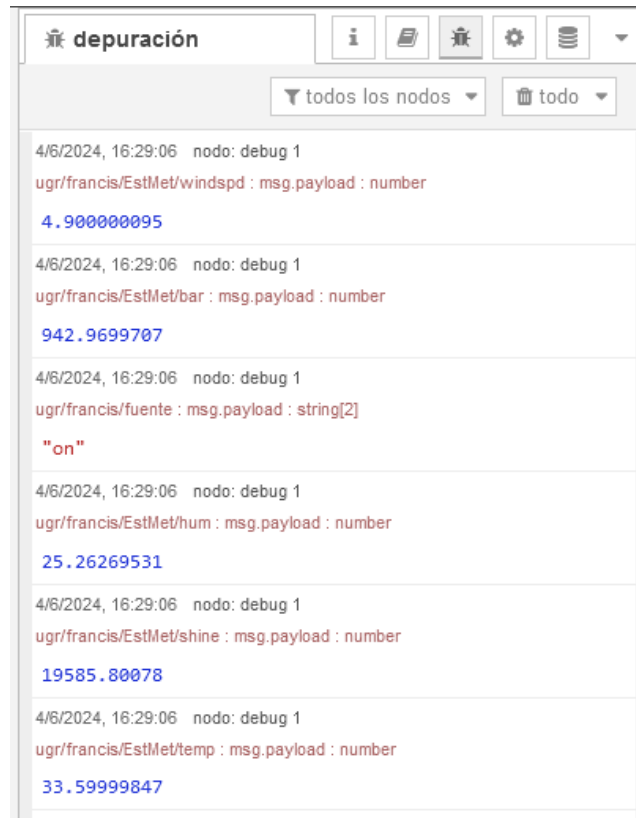 depuración
todos los nodos todo
4/6/2024, 16:29:06 nodo: debug 1
ugr/francis/EstMet/windspd : msg.payload : number
4.900000095
4/6/2024, 16:29:06 nodo: debug 1
ugr/francis/EstMet/bar : msg.payload : number
942.9699707
4/6/2024, 16:29:06 nodo: debug 1
ugr/francis/fuente : msg.payload : string[2]
"on"
4/6/2024, 16:29:06 nodo: debug 1
ugr/francis/EstMet/hum : msg.payload : number
25.26269531
4/6/2024, 16:29:06 nodo: debug 1
ugr/francis/EstMet/shine : msg.payload : number
19585.80078
4/6/2024, 16:29:06 nodo: debug 1
ugr/francis/EstMet/temp : msg.payload : number
33.59999847